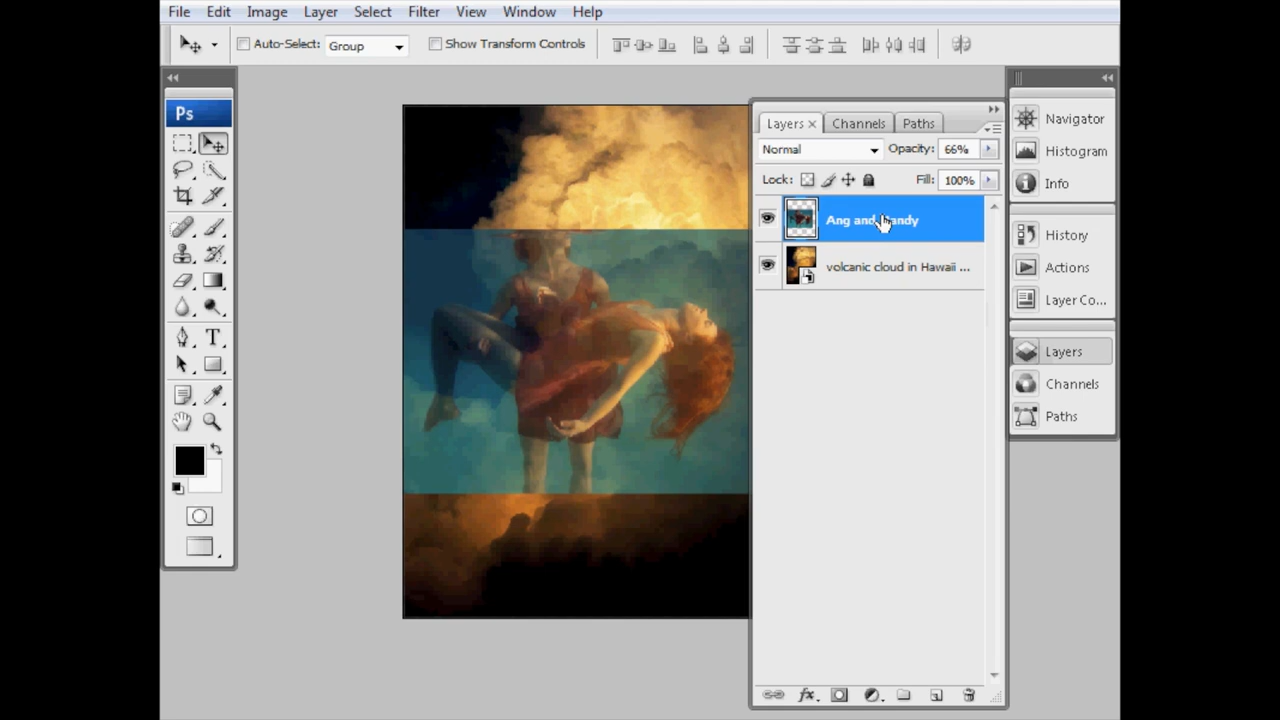 File Edit Image Layer Select Filter View Window Help
Auto-Select: Group Show Transform Controls
Ps
T
Layers Channels Paths
Normal Opacity: 66%
Lock: Fill: 100%
Ang and
volcanic cloud in Hawaii ...
fx
Navigator
Histogram
Info
History
Actions
Layer Co...
Layers
Channels
Paths